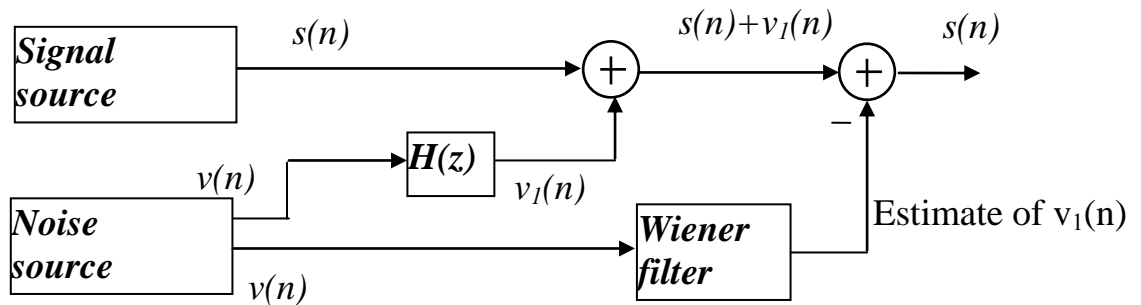 s(n)
s(n)+v₁(n)
s(n)
Signal
source
+
+
–
H(z)
v(n)
v₁(n)
Noise
source
Wiener
filter
Estimate of v₁(n)
v(n)